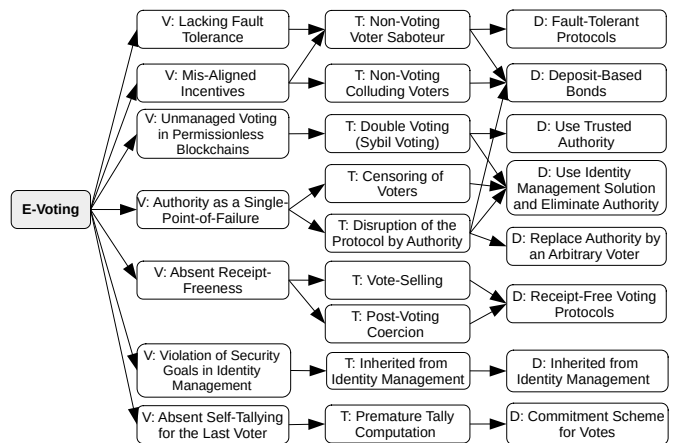 V: Lacking Fault
Tolerance
T: Non-Voting
Voter Saboteur
D: Fault-Tolerant
Protocols
V: Mis-Aligned
Incentives
T: Non-Voting
Colluding Voters
D: Deposit-Based
Bonds
V: Unmanaged Voting
in Permissionless
Blockchains
T: Double Voting
(Sybil Voting)
D: Use Trusted
Authority
E-Voting
V: Authority as a Single-
Point-of-Failure
T: Censoring of
Voters
T: Disruption of the
Protocol by Authority
D: Use Identity
Management Solution
and Eliminate Authority
D: Replace Authority by
an Arbitrary Voter
V: Absent Receipt-
Freeness
T: Vote-Selling
T: Post-Voting
Coercion
D: Receipt-Free Voting
Protocols
V: Violation of Security
Goals in Identity
Management
T: Inherited from
Identity Management
D: Inherited from
Identity Management
V: Absent Self-Tallying
for the Last Voter
T: Premature Tally
Computation
D: Commitment Scheme
for Votes